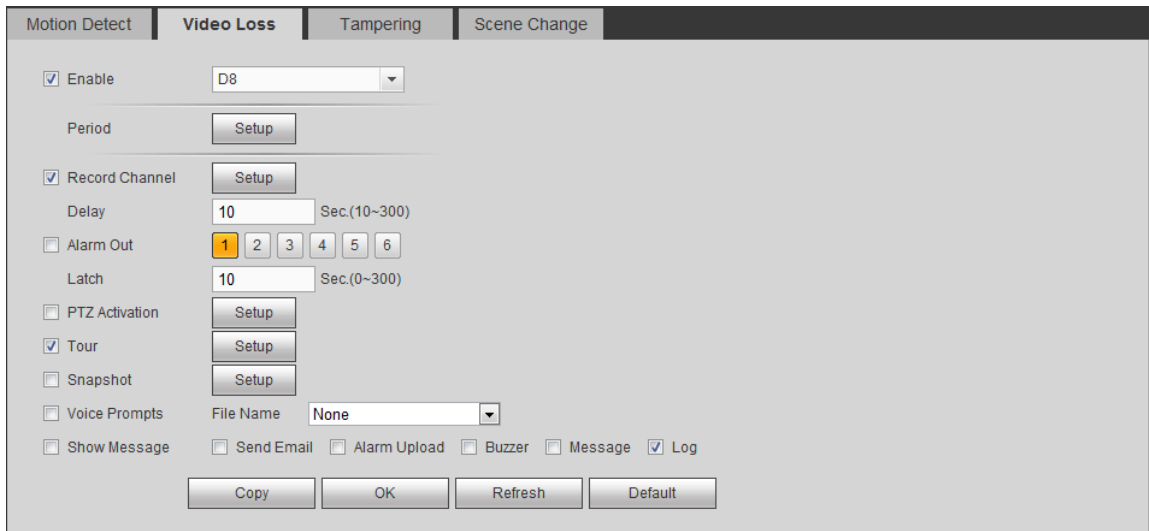 Motion Detect Video Loss Tampering Scene Change
Enable D8
Period Setup
Record Channel Setup
Delay 10 Sec.(10~300)
Alarm Out 1 2 3 4 5 6
Latch 10 Sec.(0~300)
PTZ Activation Setup
Tour Setup
Snapshot Setup
Voice Prompts File Name None
Show Message Send Email Alarm Upload Buzzer Message Log
Copy OK Refresh Default